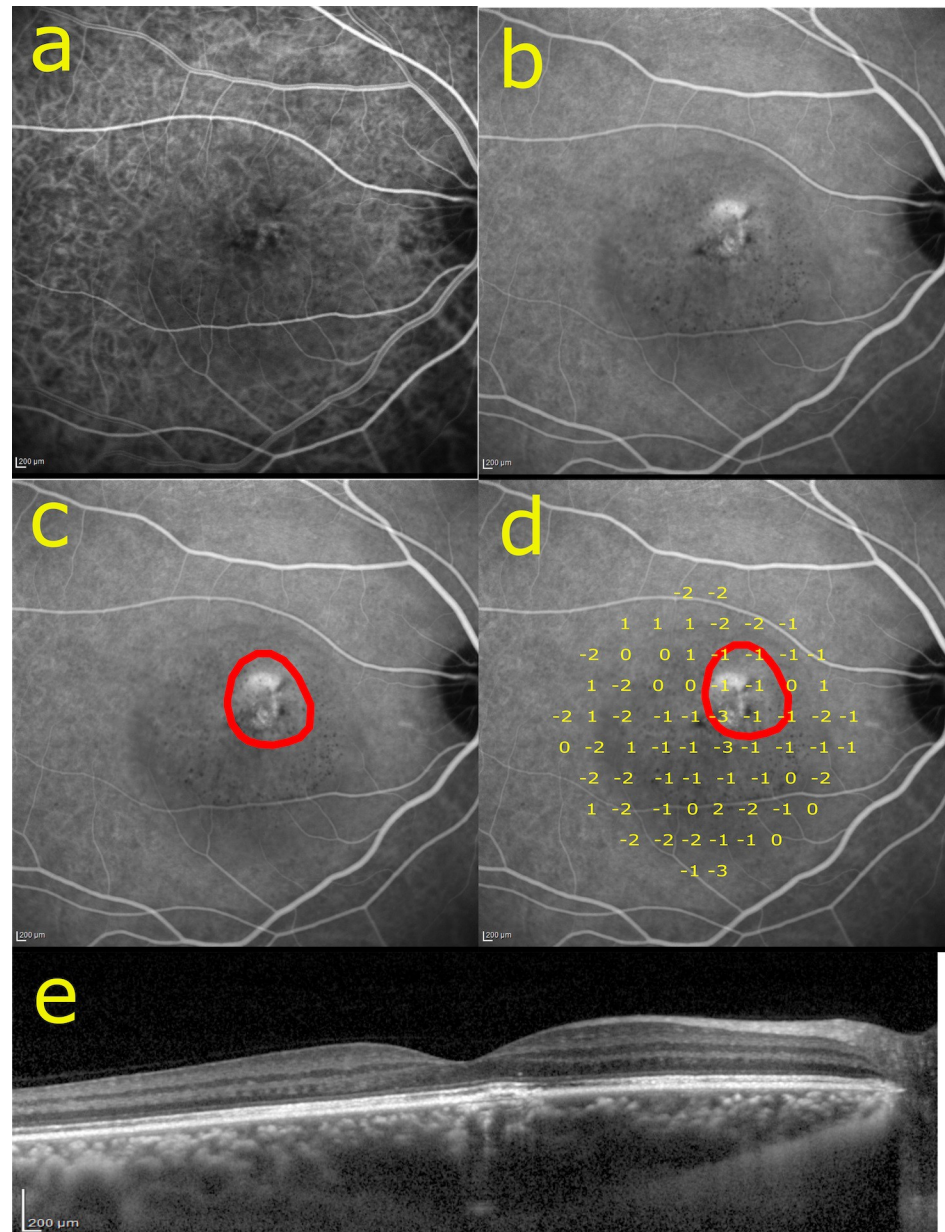 a
b
200 µm
200 µm
c
d
-2 -2
1 1 1 -2 -2 -1
-2 0 0 1 -1 -1 -1 -1
1 -2 0 0 -1 -1 0 1
-2 1 -2 -1 -1 -3 -1 -1 -2 -1
0 -2 1 -1 -1 -3 -1 -1 -1 -1
-2 -2 -1 -1 -1 -1 0 -2
1 -2 -1 0 2 -2 -1 0
-2 -2 -2 -1 -1 0
-1 -3
200 µm
200 µm
e
200 µm